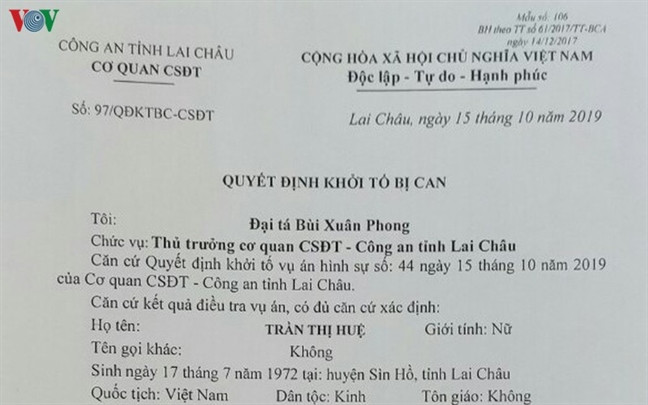 VOV
Mẫu số: 106
BH theo TT số 61/2017/TT-BCA
ngày 14/12/2017
CÔNG AN TỈNH LAI CHÂU
CƠ QUAN CSĐT
CỘNG HÒA XÃ HỘI CHỦ NGHĨA VIỆT NAM
Độc lập - Tự do - Hạnh phúc
Số: 97/QĐKTBC-CSĐT
Lai Châu, ngày 15 tháng 10 năm 2019
QUYẾT ĐỊNH KHỞI TỐ BỊ CAN
Tôi: Đại tá Bùi Xuân Phong
Chức vụ: Thủ trưởng cơ quan CSĐT - Công an tỉnh Lai Châu
Căn cứ Quyết định khởi tố vụ án hình sự số: 44 ngày 15 tháng 10 năm 2019
của Cơ quan CSĐT - Công an tỉnh Lai Châu.
Căn cứ kết quả điều tra vụ án, có đủ căn cứ xác định:
Họ tên: TRẦN THỊ HUỆ Giới tính: Nữ
Tên gọi khác: Không
Sinh ngày 17 tháng 7 năm 1972 tại: huyện Sìn Hồ, tỉnh Lai Châu
Quốc tịch: Việt Nam Dân tộc: Kinh Tôn giáo: Không